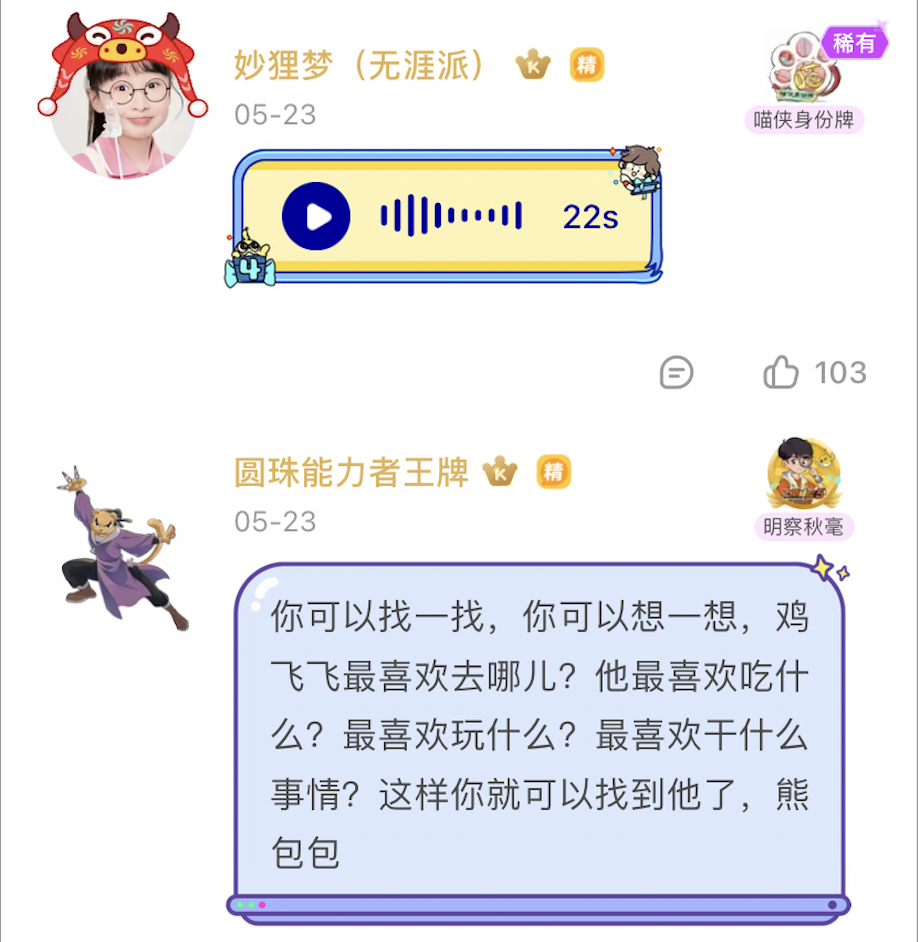 妙狸梦（无涯派） K 精
稀有
05-23
喵侠身份牌
22s
4
103
圆珠能力者王牌 K 精
05-23
明察秋毫
你可以找一找，你可以想一想，鸡
飞飞最喜欢去哪儿？他最喜欢吃什
么？最喜欢玩什么？最喜欢干什么
事情？这样你就可以找到他了，熊
包包